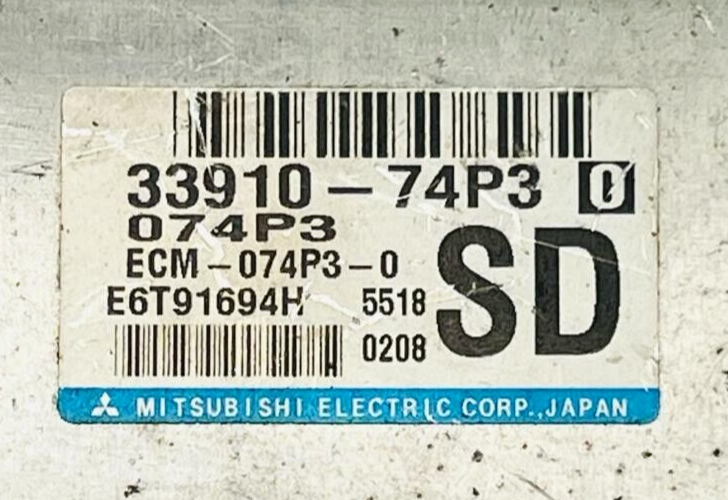 33910-74P3 0
074P3
ECM-074P3-0
SD
E6T91694H 5518
0208
MITSUBISHI ELECTRIC CORP.,JAPAN